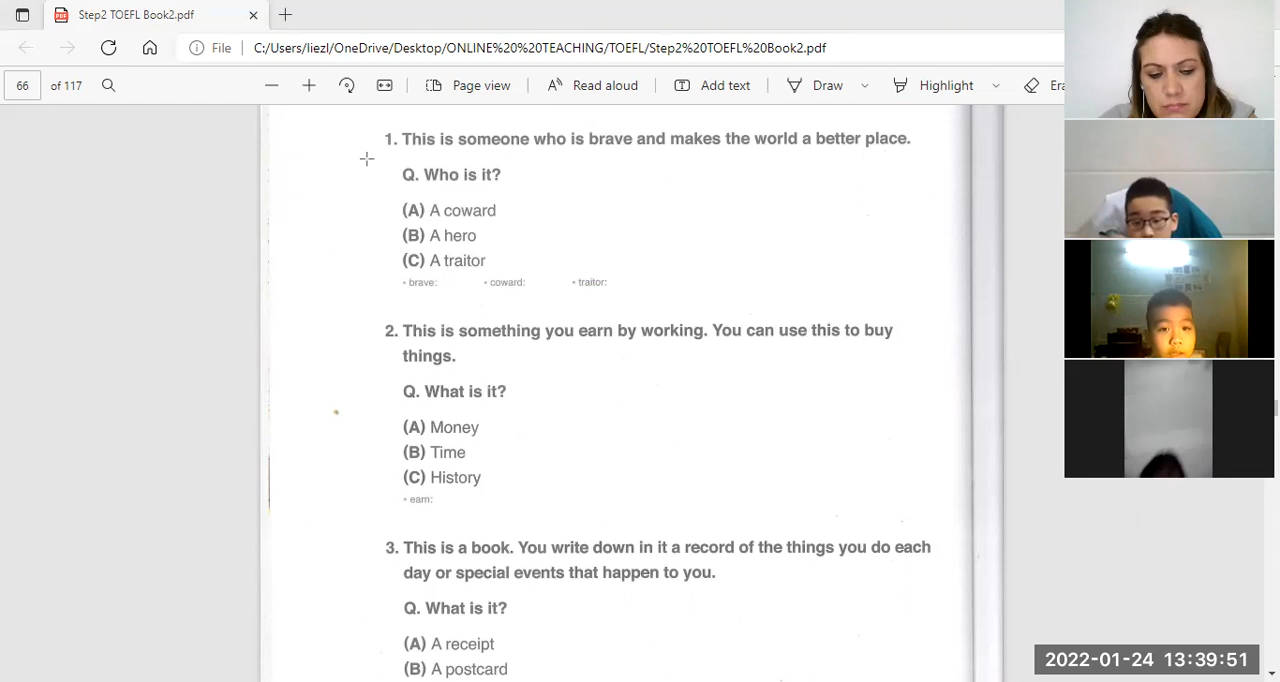 Step2 TOEFL Book2.pdf
File C:/Users/liezl/OneDrive/Desktop/ONLINE%20%20TEACHING/TOEFL/Step2%20TOEFL%20Book2.pdf
66 of 117 Page view Read aloud Add text Draw Highlight Era
1. This is someone who is brave and makes the world a better place.
Q. Who is it?
(A) A coward
(B) A hero
(C) A traitor
• brave: • coward: • traitor:
2. This is something you earn by working. You can use this to buy
things.
Q. What is it?
(A) Money
(B) Time
(C) History
• earn:
3. This is a book. You write down in it a record of the things you do each
day or special events that happen to you.
Q. What is it?
(A) A receipt
(B) A postcard
2022-01-24 13:39:51